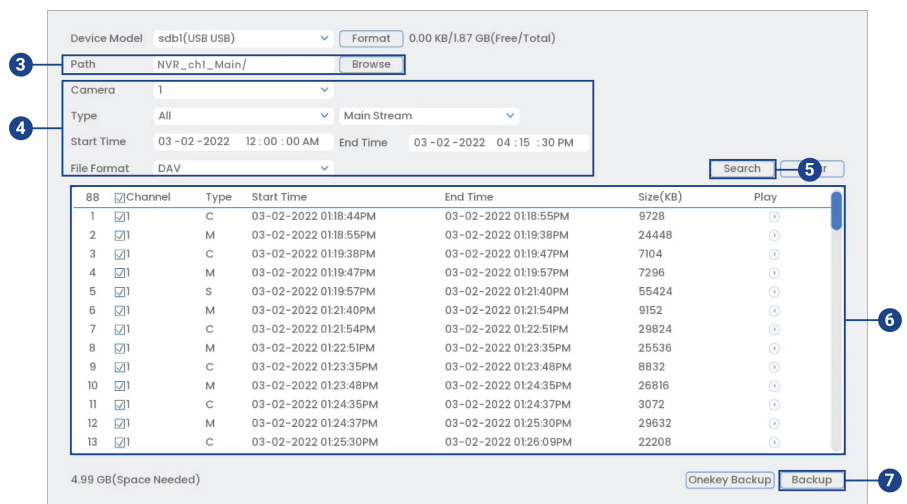 Device Model sdb1(USB USB) Format 0.00 KB/1.87 GB(Free/Total)
3 Path NVR_ch1_Main/ Browse
Camera 1
4 Type All Main Stream
Start Time 03-02-2022 12:00:00 AM End Time 03-02-2022 04:15:30 PM
File Format DAV Search 5
88 Channel Type Start Time End Time Size(KB) Play
1 1 C 03-02-2022 01:18:44PM 03-02-2022 01:18:55PM 9728
2 1 M 03-02-2022 01:18:55PM 03-02-2022 01:19:38PM 24448
3 1 C 03-02-2022 01:19:38PM 03-02-2022 01:19:47PM 7104
4 1 M 03-02-2022 01:19:47PM 03-02-2022 01:19:57PM 7296
5 1 S 03-02-2022 01:19:57PM 03-02-2022 01:21:40PM 55424
6 1 M 03-02-2022 01:21:40PM 03-02-2022 01:21:54PM 9152
7 1 C 03-02-2022 01:21:54PM 03-02-2022 01:22:51PM 29824 6
8 1 M 03-02-2022 01:22:51PM 03-02-2022 01:23:35PM 25536
9 1 C 03-02-2022 01:23:35PM 03-02-2022 01:23:48PM 8832
10 1 M 03-02-2022 01:23:48PM 03-02-2022 01:24:35PM 26816
11 1 C 03-02-2022 01:24:35PM 03-02-2022 01:24:37PM 3072
12 1 M 03-02-2022 01:24:37PM 03-02-2022 01:25:30PM 29632
13 1 C 03-02-2022 01:25:30PM 03-02-2022 01:26:09PM 22208
4.99 GB(Space Needed) Onekey Backup Backup 7